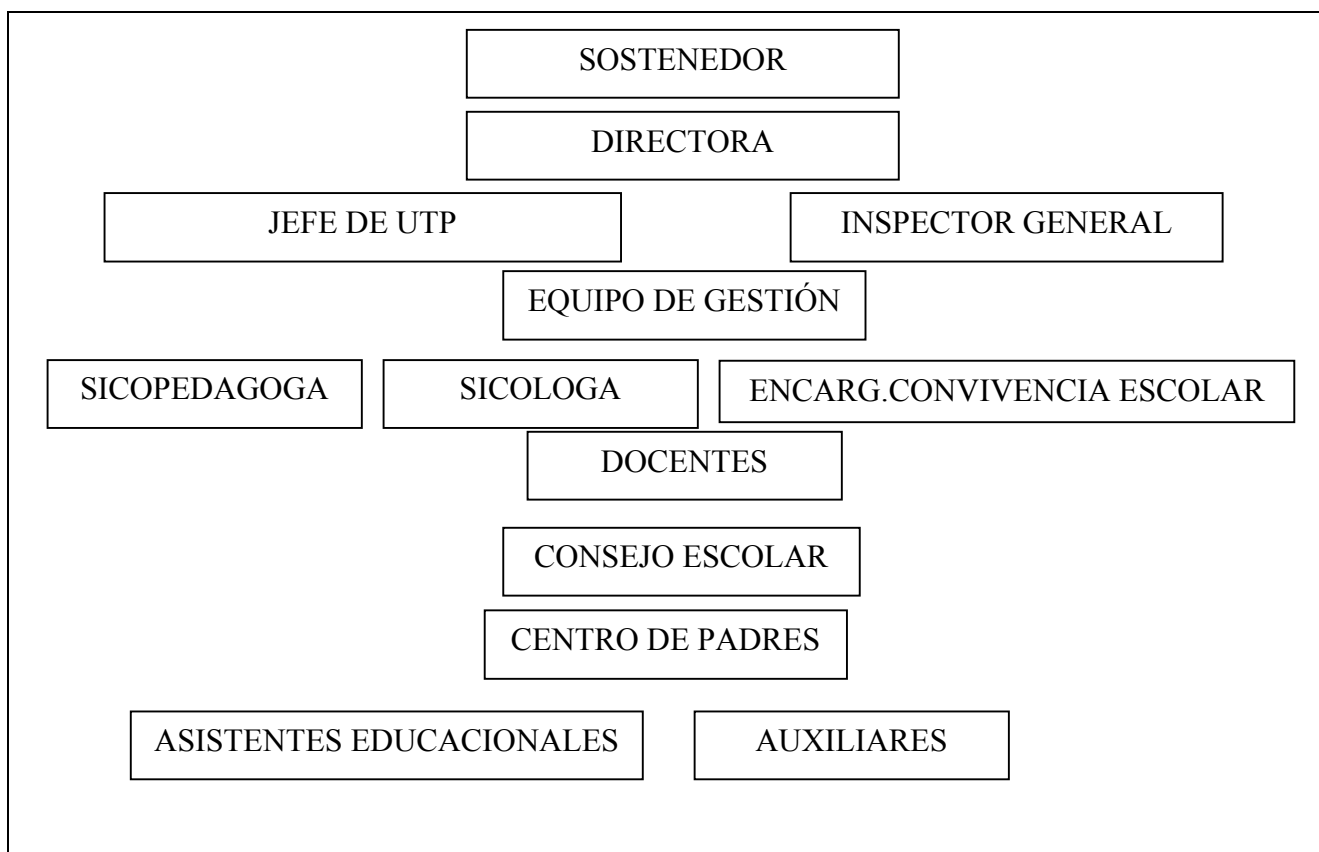 SOSTENEDOR
DIRECTORA
JEFE DE UTP
INSPECTOR GENERAL
EQUIPO DE GESTIÓN
SICOPEDAGOGA
SICOLOGA
ENCARG.CONVIVENCIA ESCOLAR
DOCENTES
CONSEJO ESCOLAR
CENTRO DE PADRES
ASISTENTES EDUCACIONALES
AUXILIARES